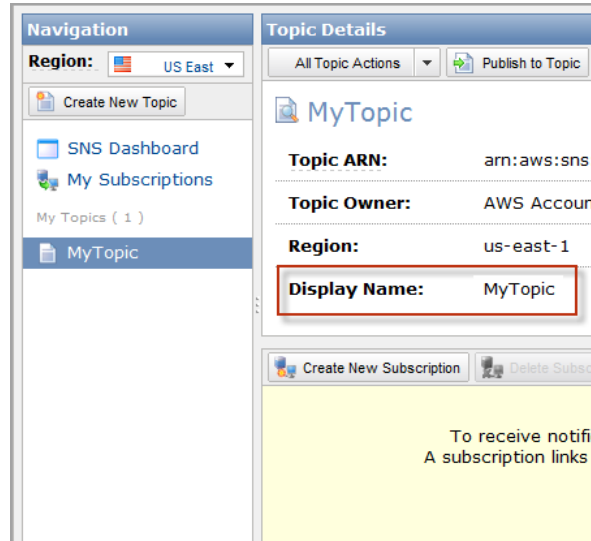 Navigation
Region: US East
Create New Topic
SNS Dashboard
My Subscriptions
My Topics ( 1 )
MyTopic
Topic Details
All Topic Actions Publish to Topic
MyTopic
Topic ARN: arn:aws:sns
Topic Owner: AWS Accoun
Region: us-east-1
Display Name: MyTopic
Create New Subscription Delete Subsc
To receive notifi
A subscription links